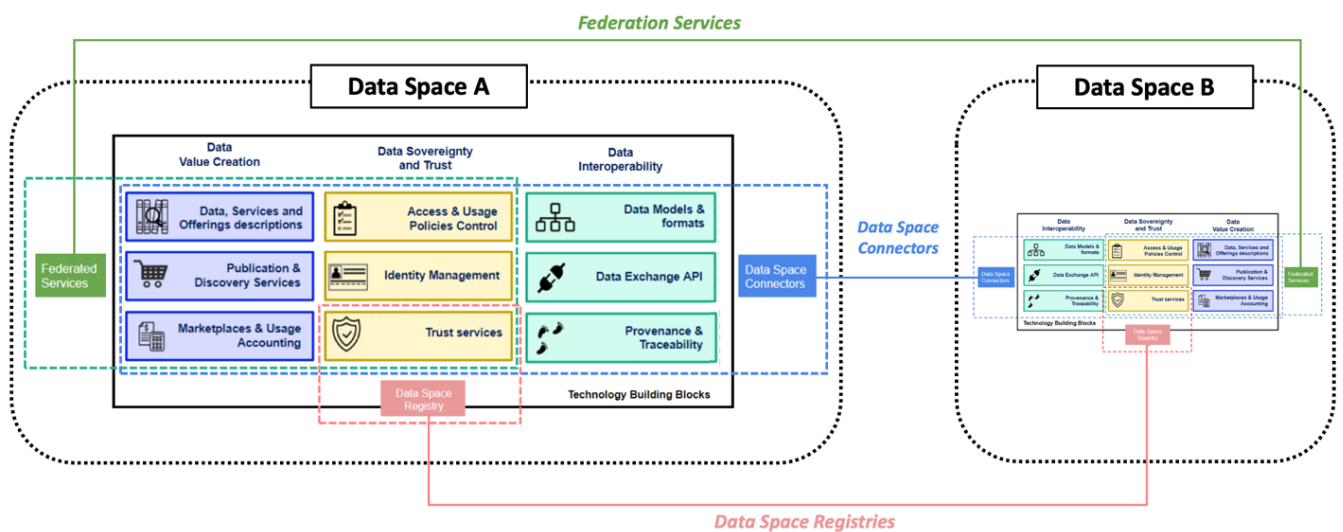 Federation Services
Data Space A
Data
Value Creation
Data Sovereignty
and Trust
Data
Interoperability
Data, Services and
Offerings descriptions
Access & Usage
Policies Control
Data Models &
formats
Federated
Services
Publication &
Discovery Services
Identity Management
Data Exchange API
Data Space
Connectors
Marketplaces & Usage
Accounting
Trust services
Provenance &
Traceability
Data Space
Registry
Technology Building Blocks
Data Space
Connectors
Data Space B
Data
Interoperability
Data Sovereignty
and Trust
Data
Value Creation
Data Models &
formats
Access & Usage
Policies Control
Data, Services and
Offerings descriptions
Data Space
Connectors
Data Exchange API
Identity Management
Publication &
Discovery Services
Federated
Services
Provenance &
Traceability
Trust services
Marketplaces & Usage
Accounting
Technology Building Blocks
Data Space
Registry
Data Space Registries